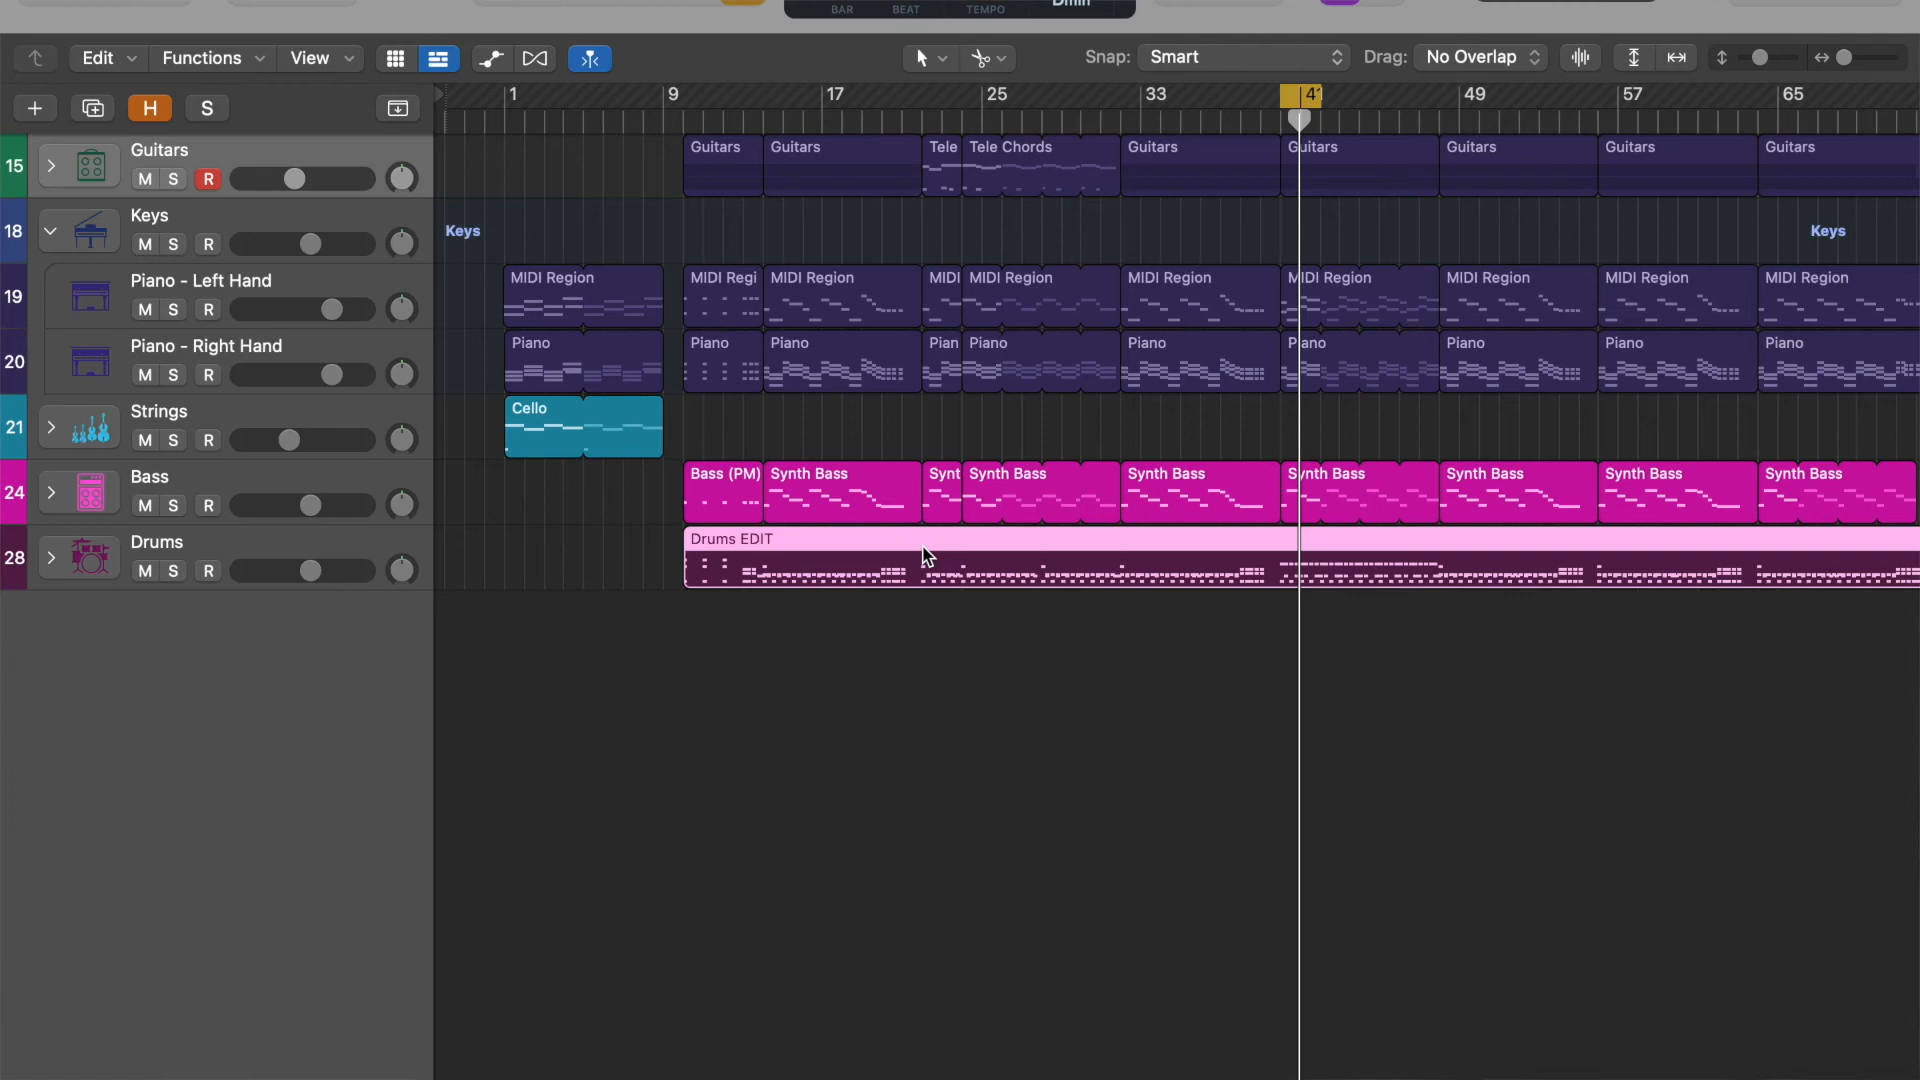 BAR BEAT TEMPO Dmin
Edit Functions View Snap: Smart Drag: No Overlap
H S 1 9 17 25 33 41 49 57 65
15 Guitars M S R Guitars Guitars Tele Tele Chords Guitars Guitars Guitars Guitars Guitars
18 Keys M S R Keys Keys
19 Piano - Left Hand M S R MIDI Region MIDI Regi MIDI Region MIDI MIDI Region MIDI Region MIDI Region MIDI Region MIDI Region MIDI Region
20 Piano - Right Hand M S R Piano Piano Piano Pian Piano Piano Piano Piano Piano Piano
21 Strings M S R Cello
24 Bass M S R Bass (PM) Synth Bass Synt Synth Bass Synth Bass Synth Bass Synth Bass Synth Bass Synth Bass
28 Drums M S R Drums EDIT